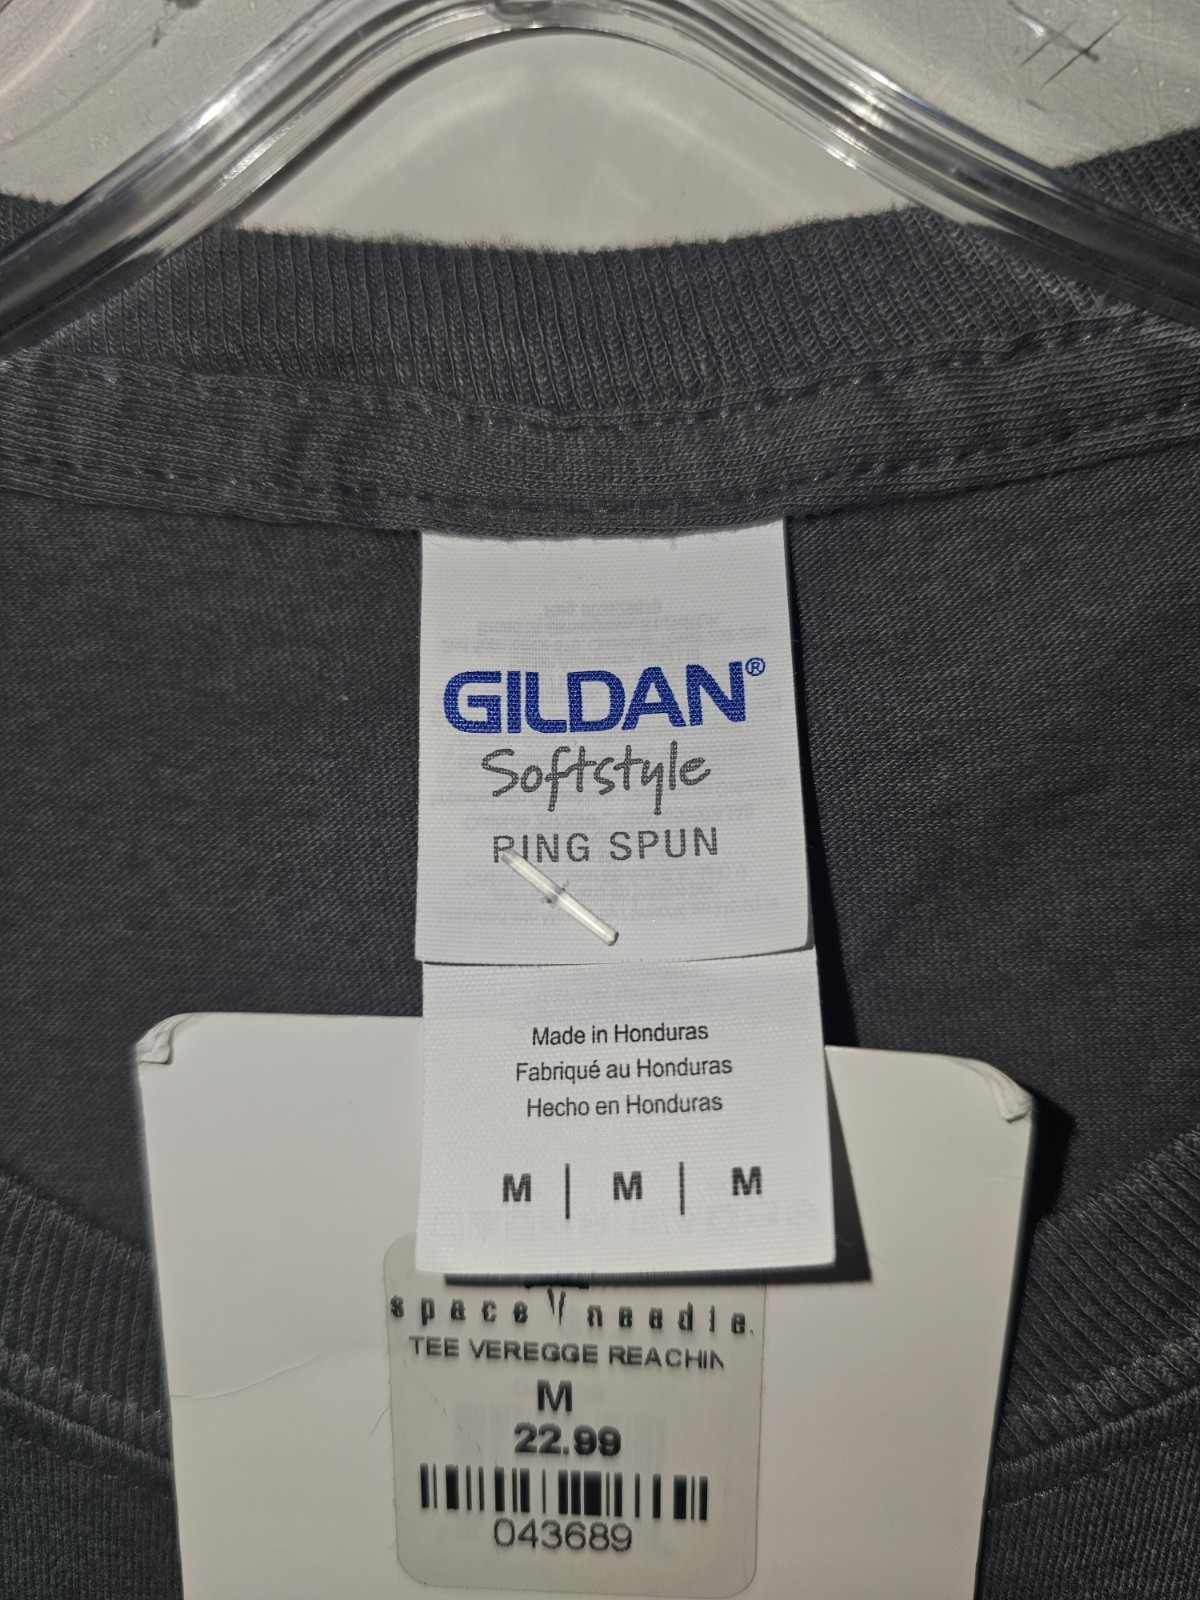 GILDAN®
Softstyle
RING SPUN
Made in Honduras
Fabriqué au Honduras
Hecho en Honduras
M | M | M
space needle.
TEE VEREGGE REACHIN
M
22.99
043689